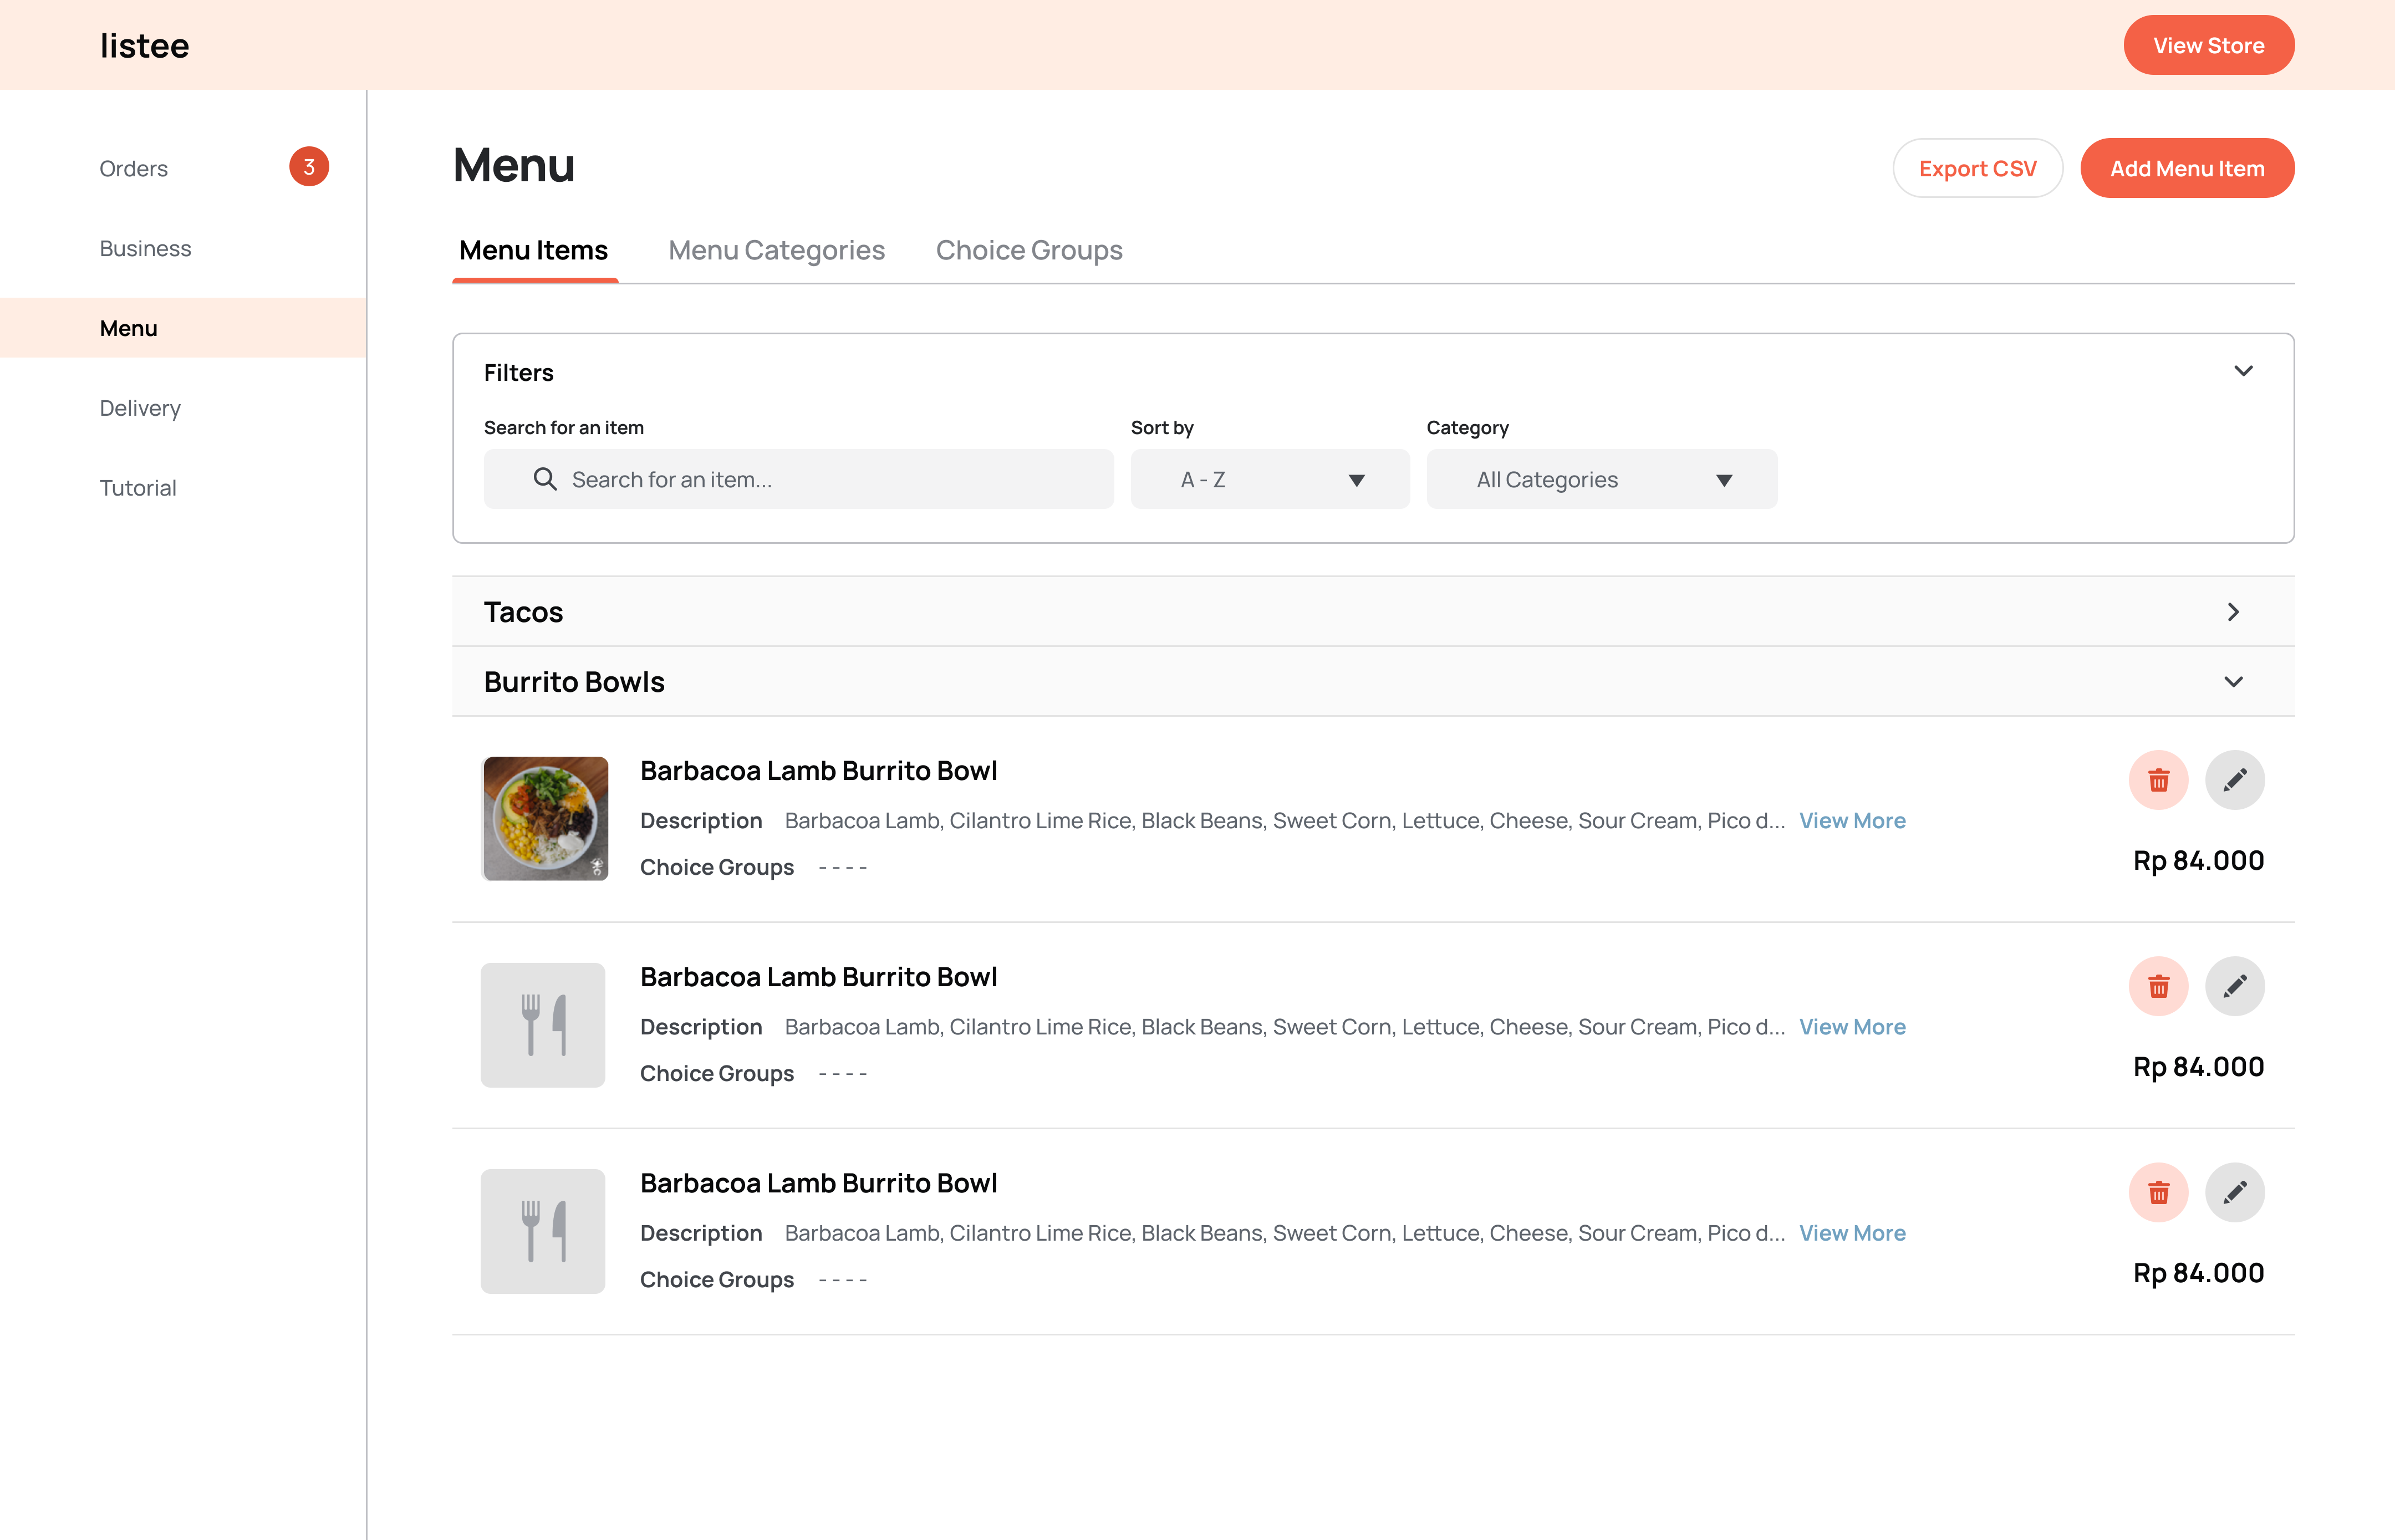 listee
View Store
Orders
3
Business
Menu
Delivery
Tutorial
Menu
Export CSV
Add Menu Item
Menu Items
Menu Categories
Choice Groups
Filters
Search for an item
Sort by
Category
Search for an item...
A - Z
All Categories
Tacos
Burrito Bowls
Barbacoa Lamb Burrito Bowl
Description Barbacoa Lamb, Cilantro Lime Rice, Black Beans, Sweet Corn, Lettuce, Cheese, Sour Cream, Pico d... View More
Choice Groups - - - -
Rp 84.000
Barbacoa Lamb Burrito Bowl
Description Barbacoa Lamb, Cilantro Lime Rice, Black Beans, Sweet Corn, Lettuce, Cheese, Sour Cream, Pico d... View More
Choice Groups - - - -
Rp 84.000
Barbacoa Lamb Burrito Bowl
Description Barbacoa Lamb, Cilantro Lime Rice, Black Beans, Sweet Corn, Lettuce, Cheese, Sour Cream, Pico d... View More
Choice Groups - - - -
Rp 84.000